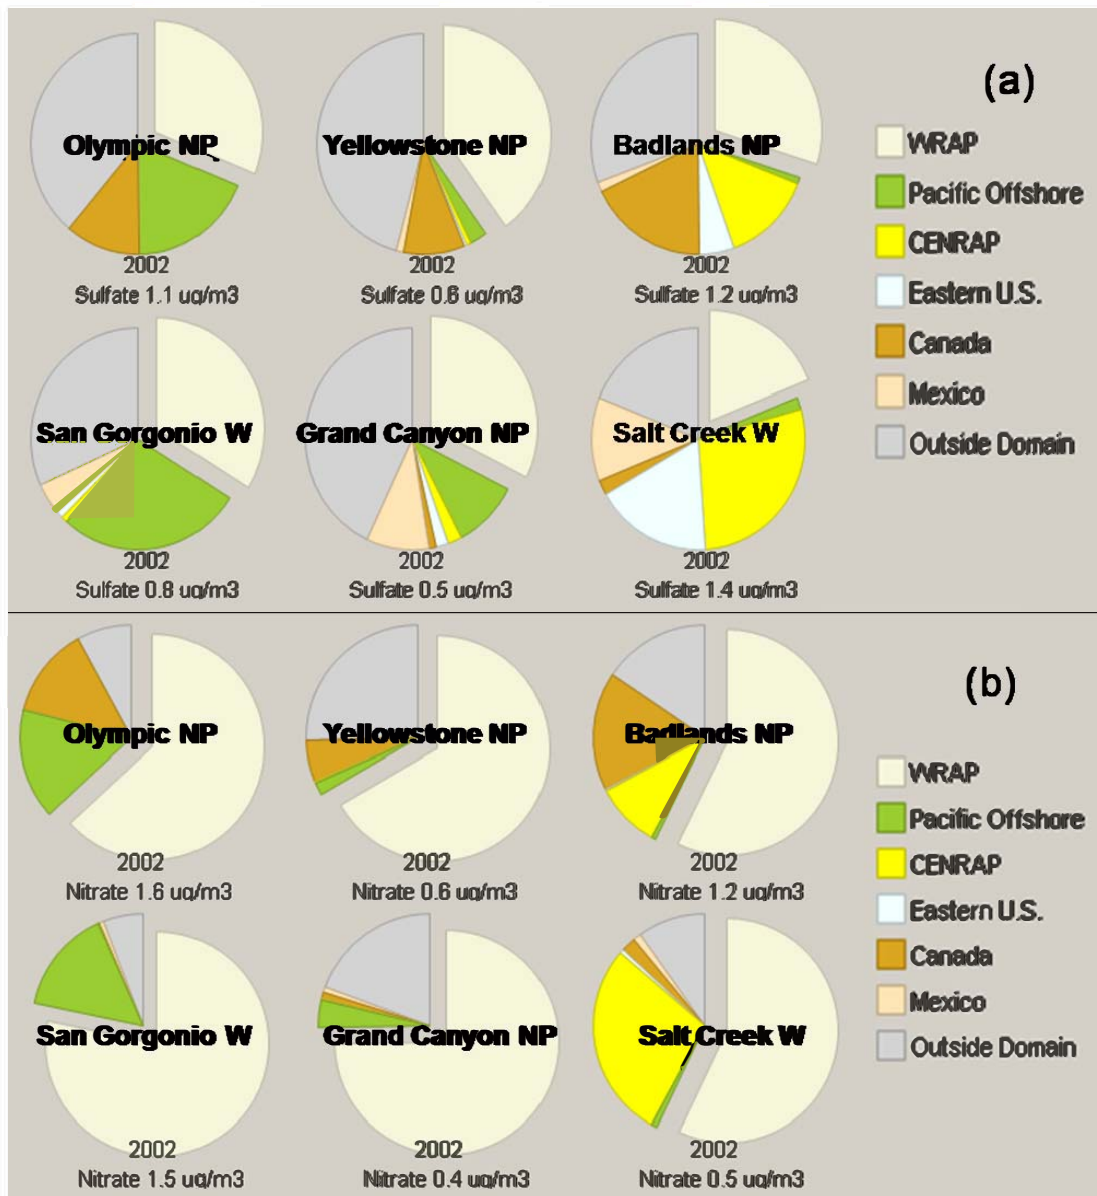 (a)
Olympic NP
Yellowstone NP
Badlands NP
WRAP
Pacific Offshore
CENRAP
Eastern U.S.
Canada
Mexico
Outside Domain
2002
Sulfate 1.1 ug/m3
2002
Sulfate 0.6 ug/m3
2002
Sulfate 1.2 ug/m3
San Gorgonio W
Grand Canyon NP
Salt Creek W
2002
Sulfate 0.8 ug/m3
2002
Sulfate 0.5 ug/m3
2002
Sulfate 1.4 ug/m3
(b)
Olympic NP
Yellowstone NP
Badlands NP
WRAP
Pacific Offshore
CENRAP
Eastern U.S.
Canada
Mexico
Outside Domain
2002
Nitrate 1.6 ug/m3
2002
Nitrate 0.6 ug/m3
2002
Nitrate 1.2 ug/m3
San Gorgonio W
Grand Canyon NP
Salt Creek W
2002
Nitrate 1.5 ug/m3
2002
Nitrate 0.4 ug/m3
2002
Nitrate 0.5 ug/m3